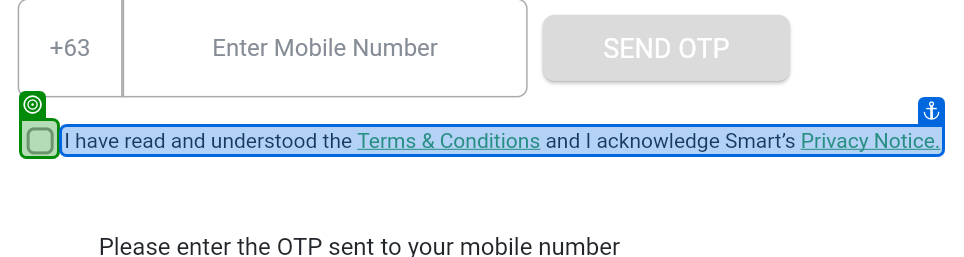 +63 Enter Mobile Number SEND OTP
I have read and understood the Terms & Conditions and I acknowledge Smart’s Privacy Notice.
Please enter the OTP sent to your mobile number